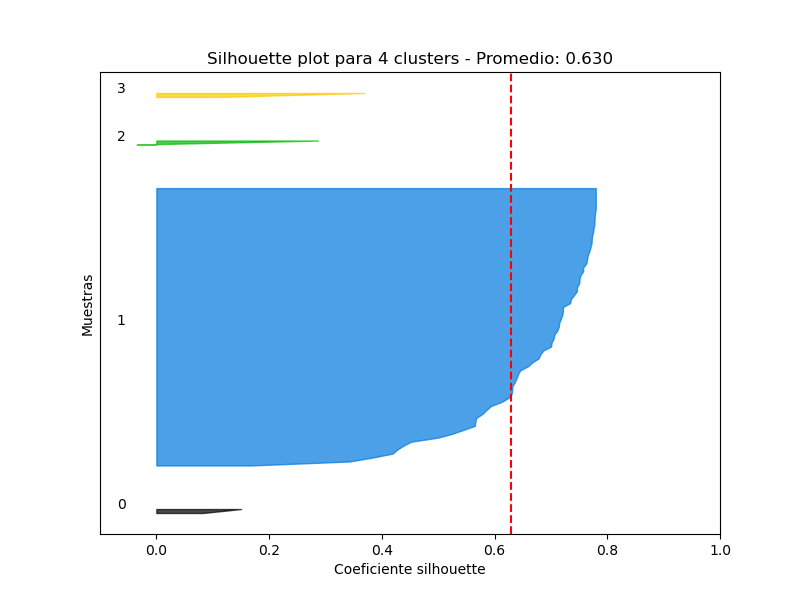 Silhouette plot para 4 clusters - Promedio: 0.630
3
2
1
0
Muestras
0.0 0.2 0.4 0.6 0.8 1.0
Coeficiente silhouette